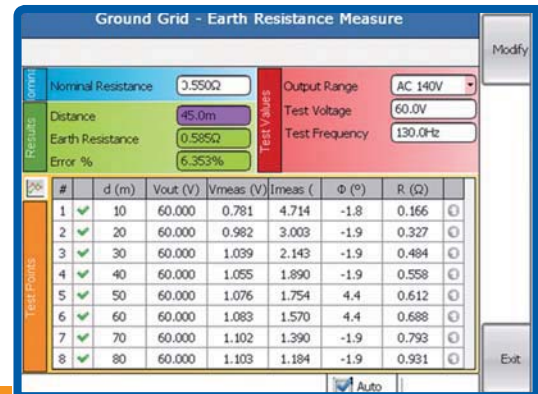 Ground Grid - Earth Resistance Measure
Modify
Nominal Resistance 0.550Ω
Output Range AC 140V
Results
Distance 45.0m
Test Values
Test Voltage 60.0V
Earth Resistance 0.585Ω
Test Frequency 130.0Hz
Error % 6.353%
# d (m) Vout (V) Vmeas (V) Imeas ( Φ (º) R (Ω)
Test Points
1 10 60.000 0.781 4.714 -1.8 0.166
2 20 60.000 0.982 3.003 -1.9 0.327
3 30 60.000 1.039 2.143 -1.9 0.484
4 40 60.000 1.055 1.890 -1.9 0.558
5 50 60.000 1.076 1.754 4.4 0.612
6 60 60.000 1.083 1.570 4.4 0.688
7 70 60.000 1.102 1.390 -1.9 0.793
8 80 60.000 1.103 1.184 -1.9 0.931
Exit
Auto